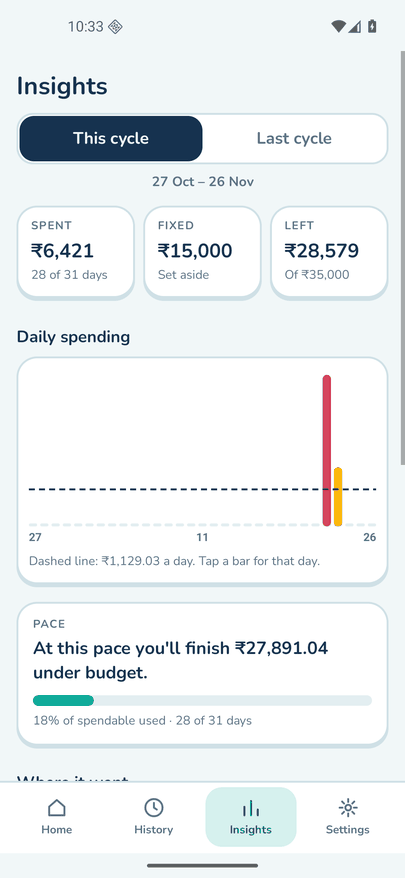 10:33
Insights
This cycle
Last cycle
27 Oct – 26 Nov
SPENT
₹6,421
28 of 31 days
FIXED
₹15,000
Set aside
LEFT
₹28,579
Of ₹35,000
Daily spending
27
11
26
Dashed line: ₹1,129.03 a day. Tap a bar for that day.
PACE
At this pace you'll finish ₹27,891.04
under budget.
18% of spendable used · 28 of 31 days
Where it went
Home
History
Insights
Settings